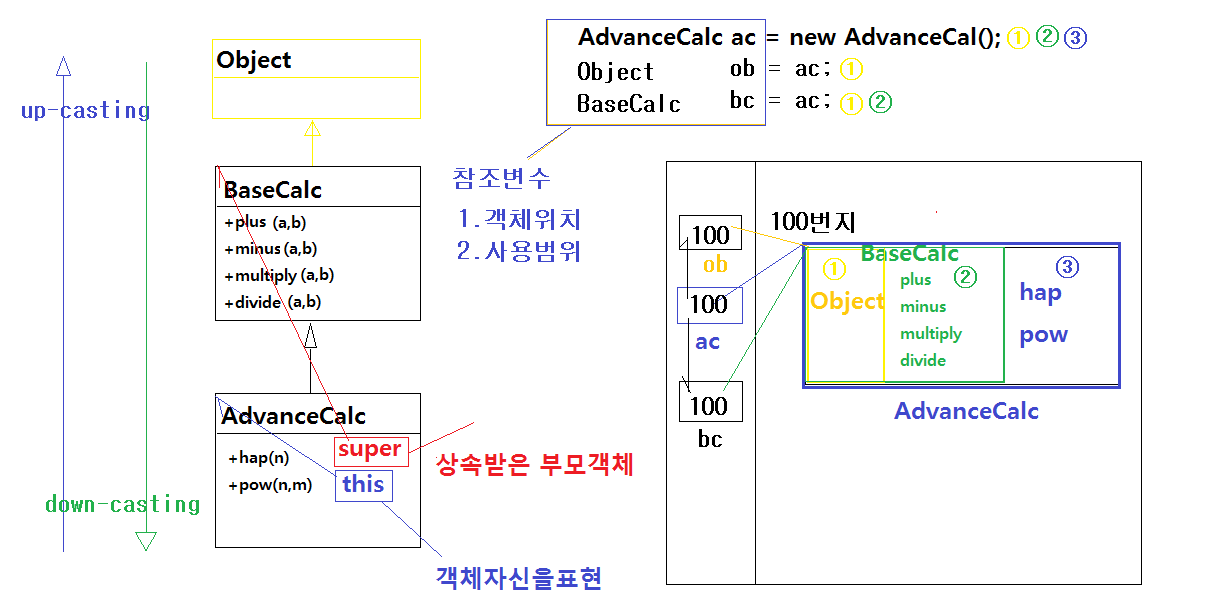 Object
up-casting
BaseCalc
+plus (a,b)
+minus (a,b)
+multiply (a,b)
+divide (a,b)
AdvanceCalc
+hap(n)
+pow(n,m)
super
this
상속받은 부모객체
객체자신을표현
down-casting
AdvanceCalc ac = new AdvanceCal(); ① ② ③
Object ob = ac; ①
BaseCalc bc = ac; ① ②
참조변수
1.객체위치
2.사용범위
100
ob
100
ac
100
bc
100번지
BaseCalc
①
Object
②
plus
minus
multiply
divide
③
hap
pow
AdvanceCalc